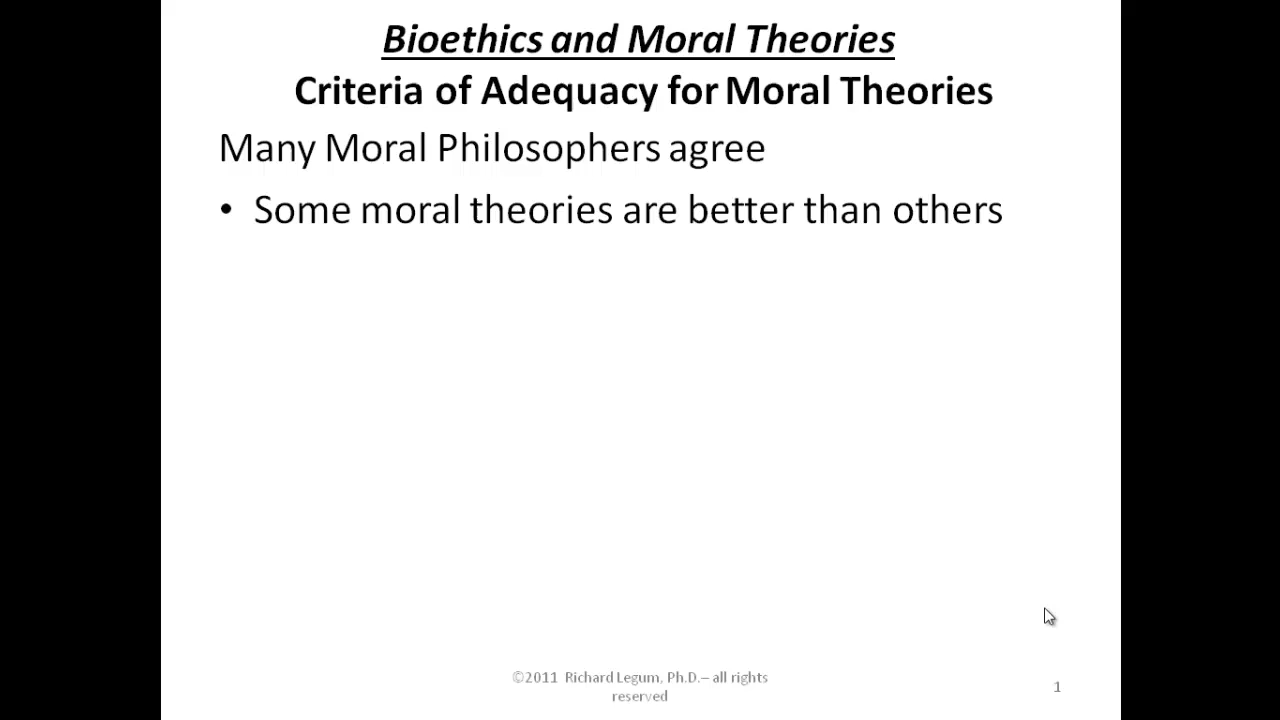 Bioethics and Moral Theories
Criteria of Adequacy for Moral Theories
Many Moral Philosophers agree
• Some moral theories are better than others
©2011 Richard Legum, Ph.D.– all rights
reserved
1